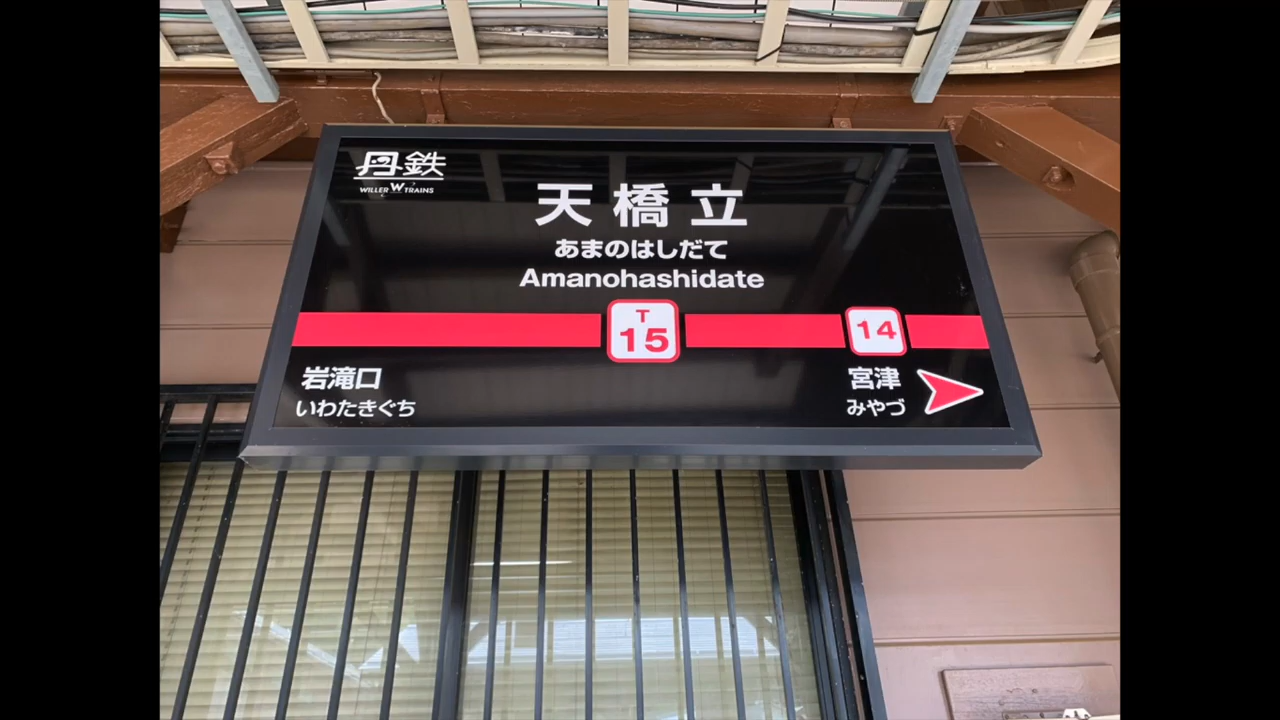 丹鉄
WILLER W TRAINS
天橋立
あまのはしだて
Amanohashidate
T
15
14
岩滝口
いわたきぐち
宮津
みやづ